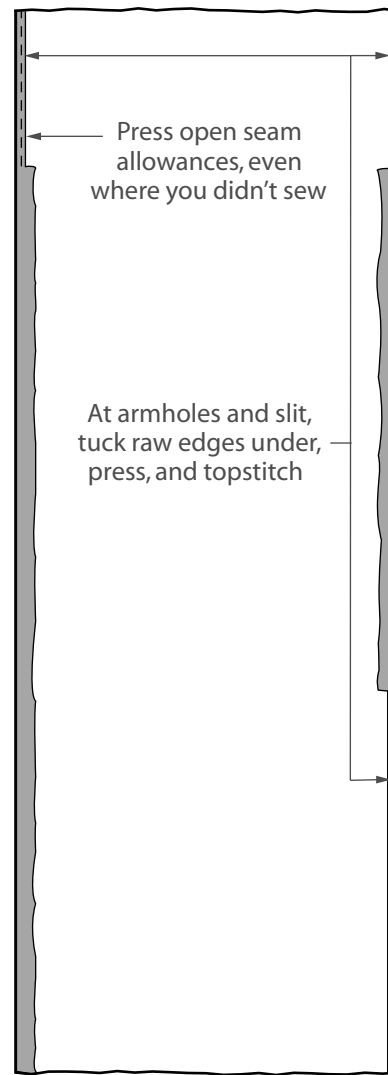 Press open seam
allowances, even
where you didn’t sew
At armholes and slit,
tuck raw edges under,
press, and topstitch